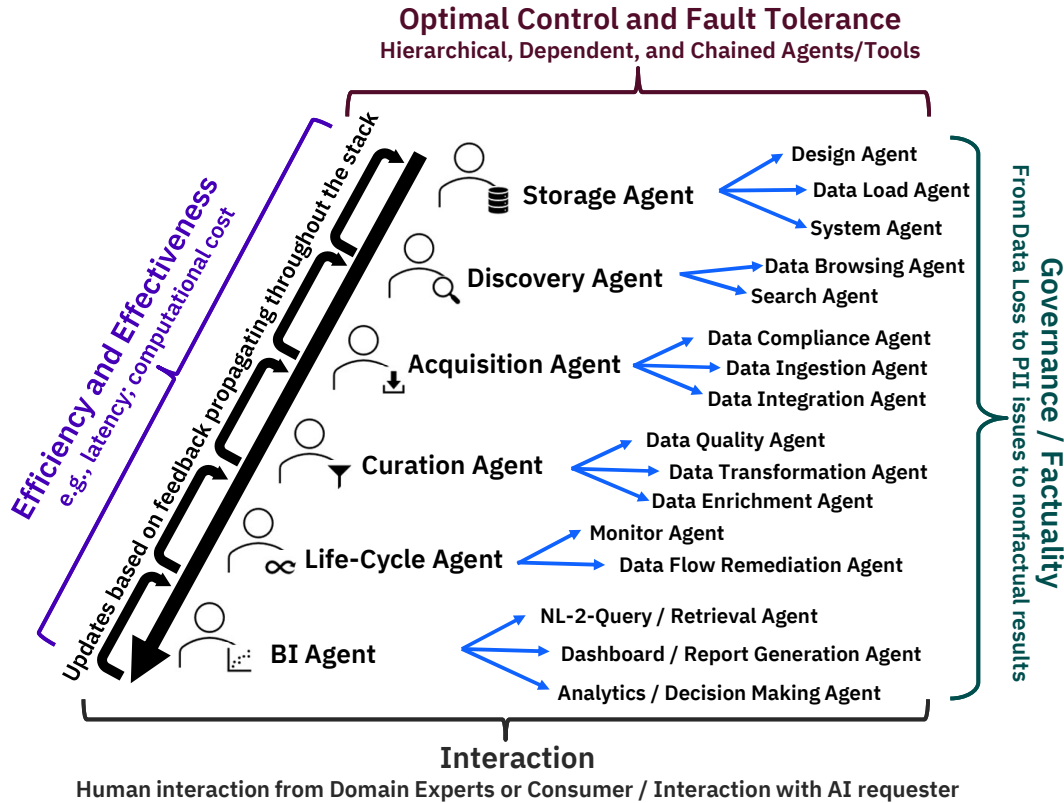 Optimal Control and Fault Tolerance
Hierarchical, Dependent, and Chained Agents/Tools
Efficiency and Effectiveness
e.g., latency; computational cost
Updates based on feedback propagating throughout the stack
Storage Agent
Design Agent
Data Load Agent
System Agent
Discovery Agent
Data Browsing Agent
Search Agent
Acquisition Agent
Data Compliance Agent
Data Ingestion Agent
Data Integration Agent
Curation Agent
Data Quality Agent
Data Transformation Agent
Data Enrichment Agent
Life-Cycle Agent
Monitor Agent
Data Flow Remediation Agent
BI Agent
NL-2-Query / Retrieval Agent
Dashboard / Report Generation Agent
Analytics / Decision Making Agent
Governance / Factuality
From Data Loss to PII issues to nonfactual results
Interaction
Human interaction from Domain Experts or Consumer / Interaction with AI requester